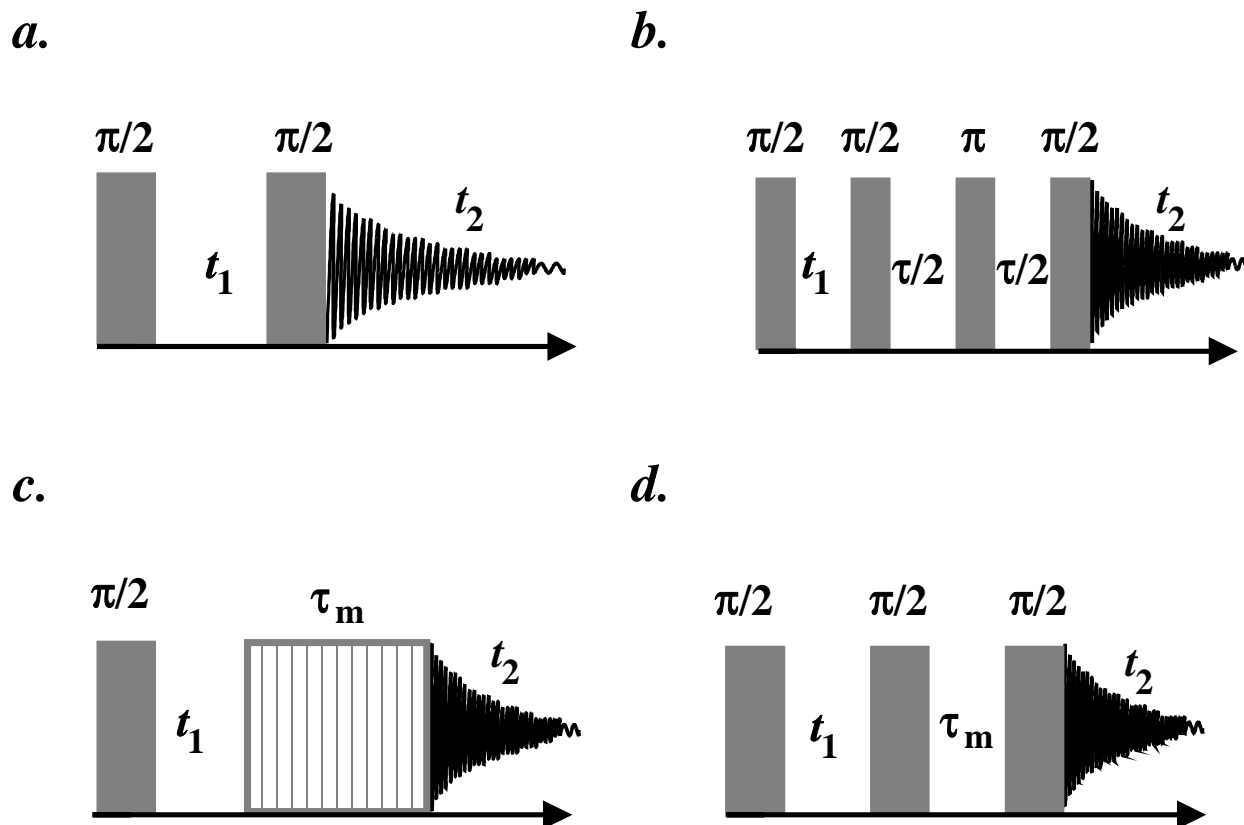 a.
π/2 π/2
t2
t1
b.
π/2 π/2 π π/2
t2
t1 τ/2 τ/2
c.
π/2 τm
t2
t1
d.
π/2 π/2 π/2
t2
t1 τm